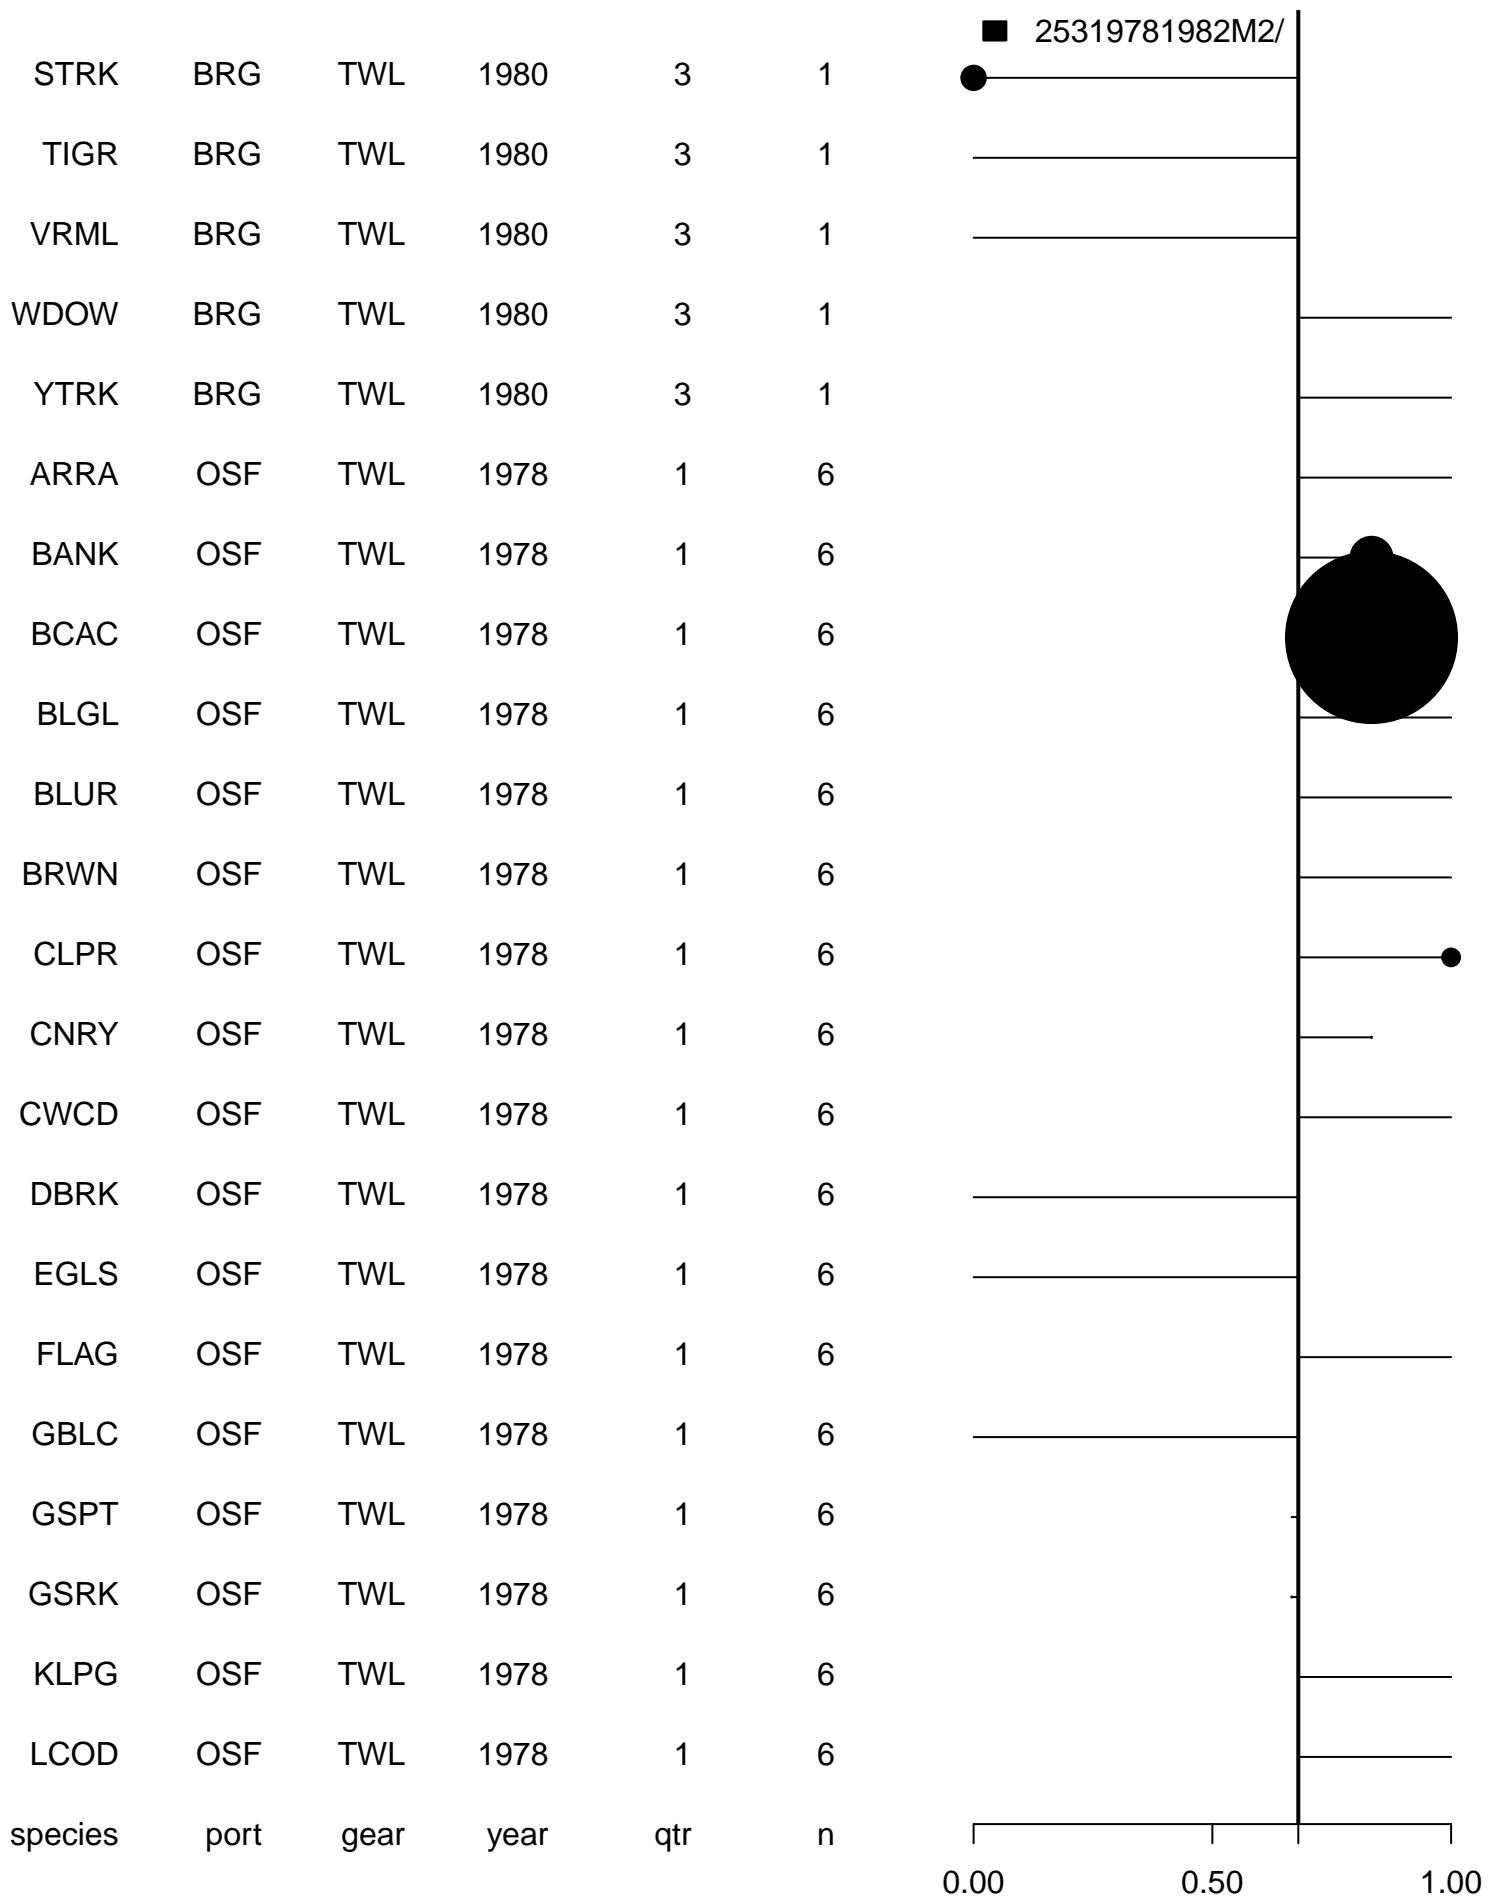 25319781982M2/
STRK BRG TWL 1980 3 1
TIGR BRG TWL 1980 3 1
VRML BRG TWL 1980 3 1
WDOW BRG TWL 1980 3 1
YTRK BRG TWL 1980 3 1
ARRA OSF TWL 1978 1 6
BANK OSF TWL 1978 1 6
BCAC OSF TWL 1978 1 6
BLGL OSF TWL 1978 1 6
BLUR OSF TWL 1978 1 6
BRWN OSF TWL 1978 1 6
CLPR OSF TWL 1978 1 6
CNRY OSF TWL 1978 1 6
CWCD OSF TWL 1978 1 6
DBRK OSF TWL 1978 1 6
EGLS OSF TWL 1978 1 6
FLAG OSF TWL 1978 1 6
GBLC OSF TWL 1978 1 6
GSPT OSF TWL 1978 1 6
GSRK OSF TWL 1978 1 6
KLPG OSF TWL 1978 1 6
LCOD OSF TWL 1978 1 6
species port gear year qtr n
0.00 0.50 1.00